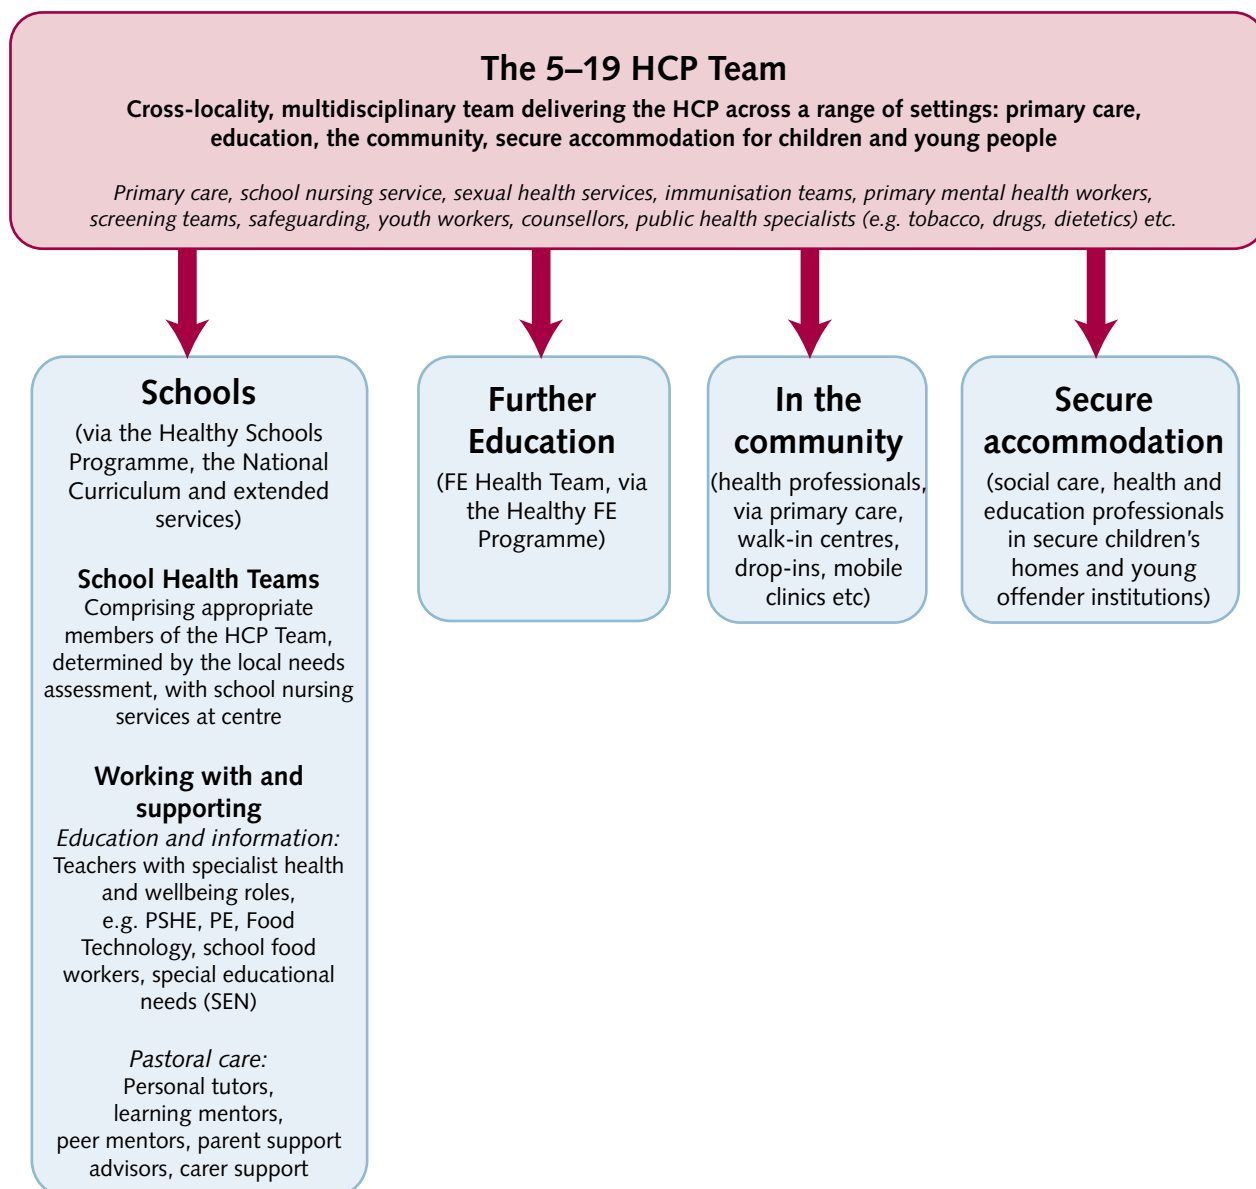 The 5–19 HCP Team
Cross-locality, multidisciplinary team delivering the HCP across a range of settings: primary care,
education, the community, secure accommodation for children and young people
Primary care, school nursing service, sexual health services, immunisation teams, primary mental health workers,
screening teams, safeguarding, youth workers, counsellors, public health specialists (e.g. tobacco, drugs, dietetics) etc.
Schools
(via the Healthy Schools
Programme, the National
Curriculum and extended
services)
School Health Teams
Comprising appropriate
members of the HCP Team,
determined by the local needs
assessment, with school nursing
services at centre
Working with and
supporting
Education and information:
Teachers with specialist health
and wellbeing roles,
e.g. PSHE, PE, Food
Technology, school food
workers, special educational
needs (SEN)
Pastoral care:
Personal tutors,
learning mentors,
peer mentors, parent support
advisors, carer support
Further
Education
(FE Health Team, via
the Healthy FE
Programme)
In the
community
(health professionals,
via primary care,
walk-in centres,
drop-ins, mobile
clinics etc)
Secure
accommodation
(social care, health and
education professionals
in secure children's
homes and young
offender institutions)